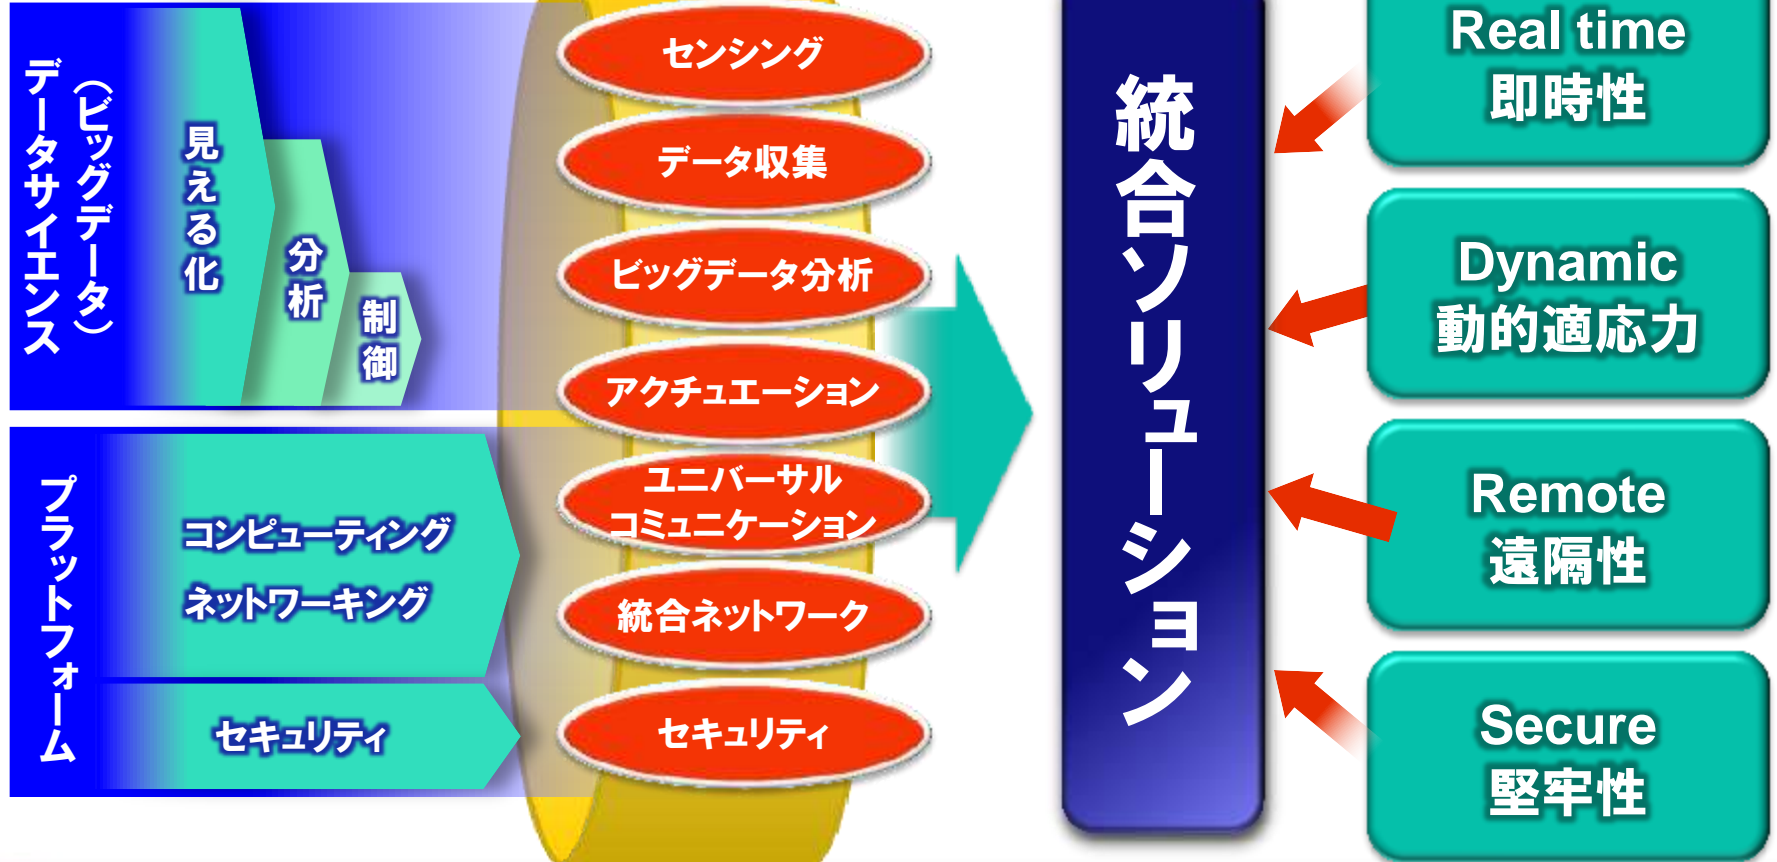 データサイエンス
（ビッグデータ）
見える化
分析
制御
プラットフォーム
コンピューティング
ネットワーキング
セキュリティ
センシング
データ収集
ビッグデータ分析
アクチュエーション
ユニバーサル
コミュニケーション
統合ネットワーク
セキュリティ
統合ソリューション
Real time
即時性
Dynamic
動的適応力
Remote
遠隔性
Secure
堅牢性